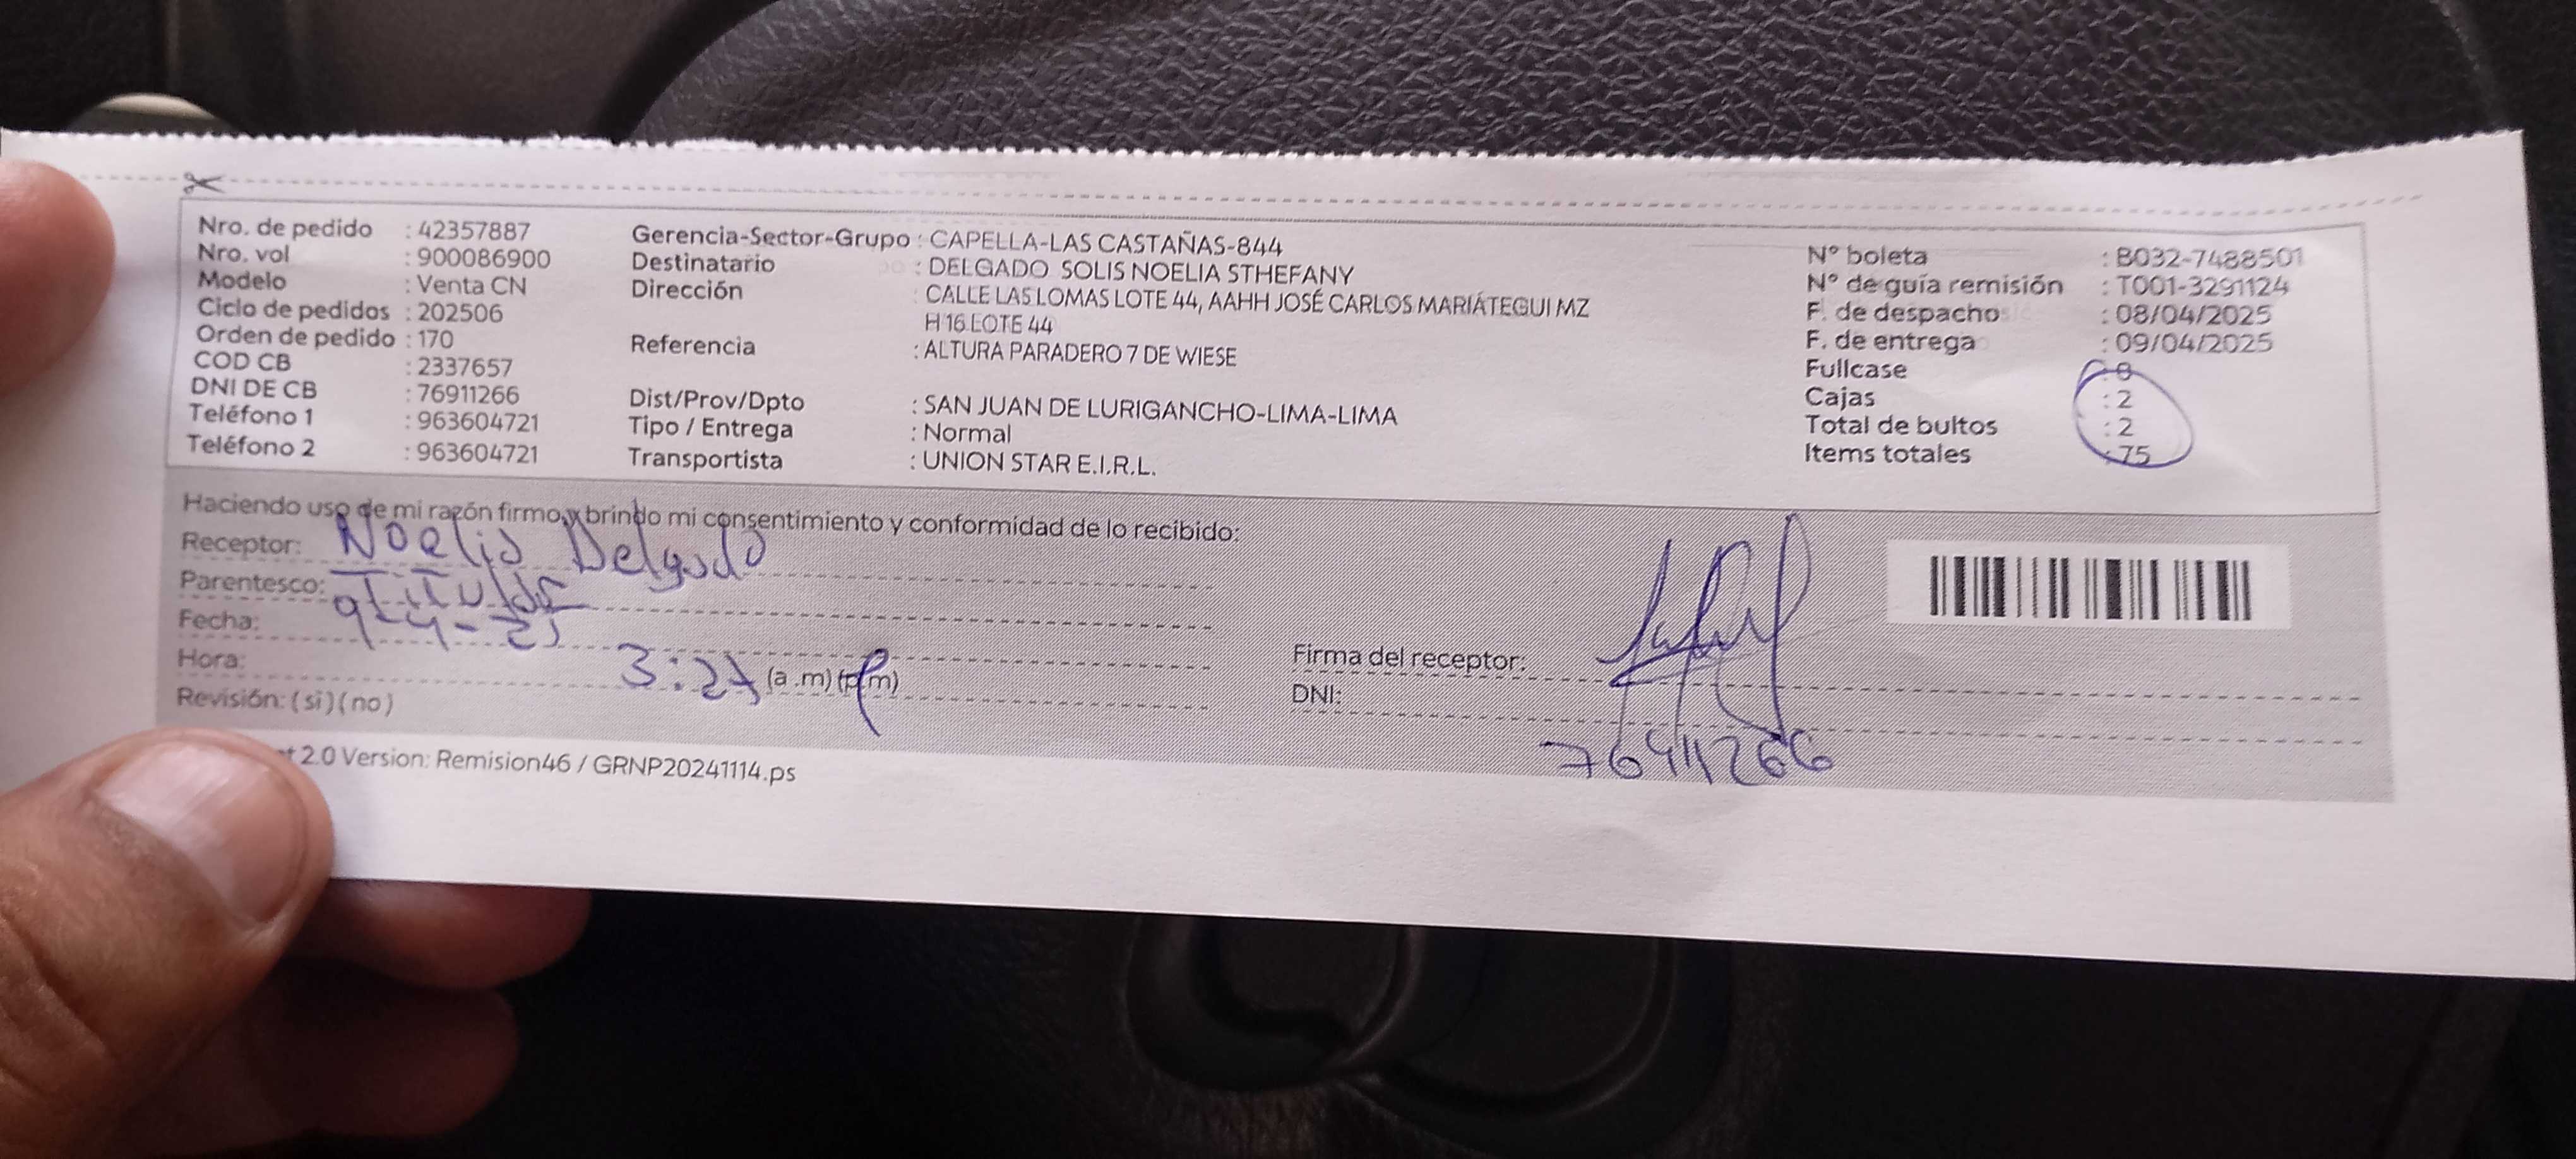 Nro. de pedido : 42357887
Nro. vol : 900086900
Modelo : Venta CN
Ciclo de pedidos : 202506
Orden de pedido : 170
COD CB : 2337657
DNI DE CB : 76911266
Teléfono 1 : 963604721
Teléfono 2 : 963604721
Gerencia-Sector-Grupo : CAPELLA-LAS CASTAÑAS-844
Destinatario : DELGADO SOLIS NOELIA STHEFANY
Dirección : CALLE LAS LOMAS LOTE 44, AAHH JOSÉ CARLOS MARIÁTEGUI MZ
H 16 LOTE 44
Referencia : ALTURA PARADERO 7 DE WIESE
Dist/Prov/Dpto : SAN JUAN DE LURIGANCHO-LIMA-LIMA
Tipo / Entrega : Normal
Transportista : UNION STAR E.I.R.L.
N° boleta : B032-7488501
N° de guía remisión : T001-3291124
F. de despacho : 08/04/2025
F. de entrega : 09/04/2025
Fullcase : 0
Cajas : 2
Total de bultos : 2
Items totales : 75
Haciendo uso de mi razón firmo y brindo mi consentimiento y conformidad de lo recibido:
Receptor: Noelia Delgado
Parentesco: Titular
Fecha: 9-4-25
Hora: 3:27 (a.m) (p.m)
Revisión: (si) (no)
Firma del receptor:
DNI: 76911266
2.0 Version: Remision46 / GRNP20241114.ps